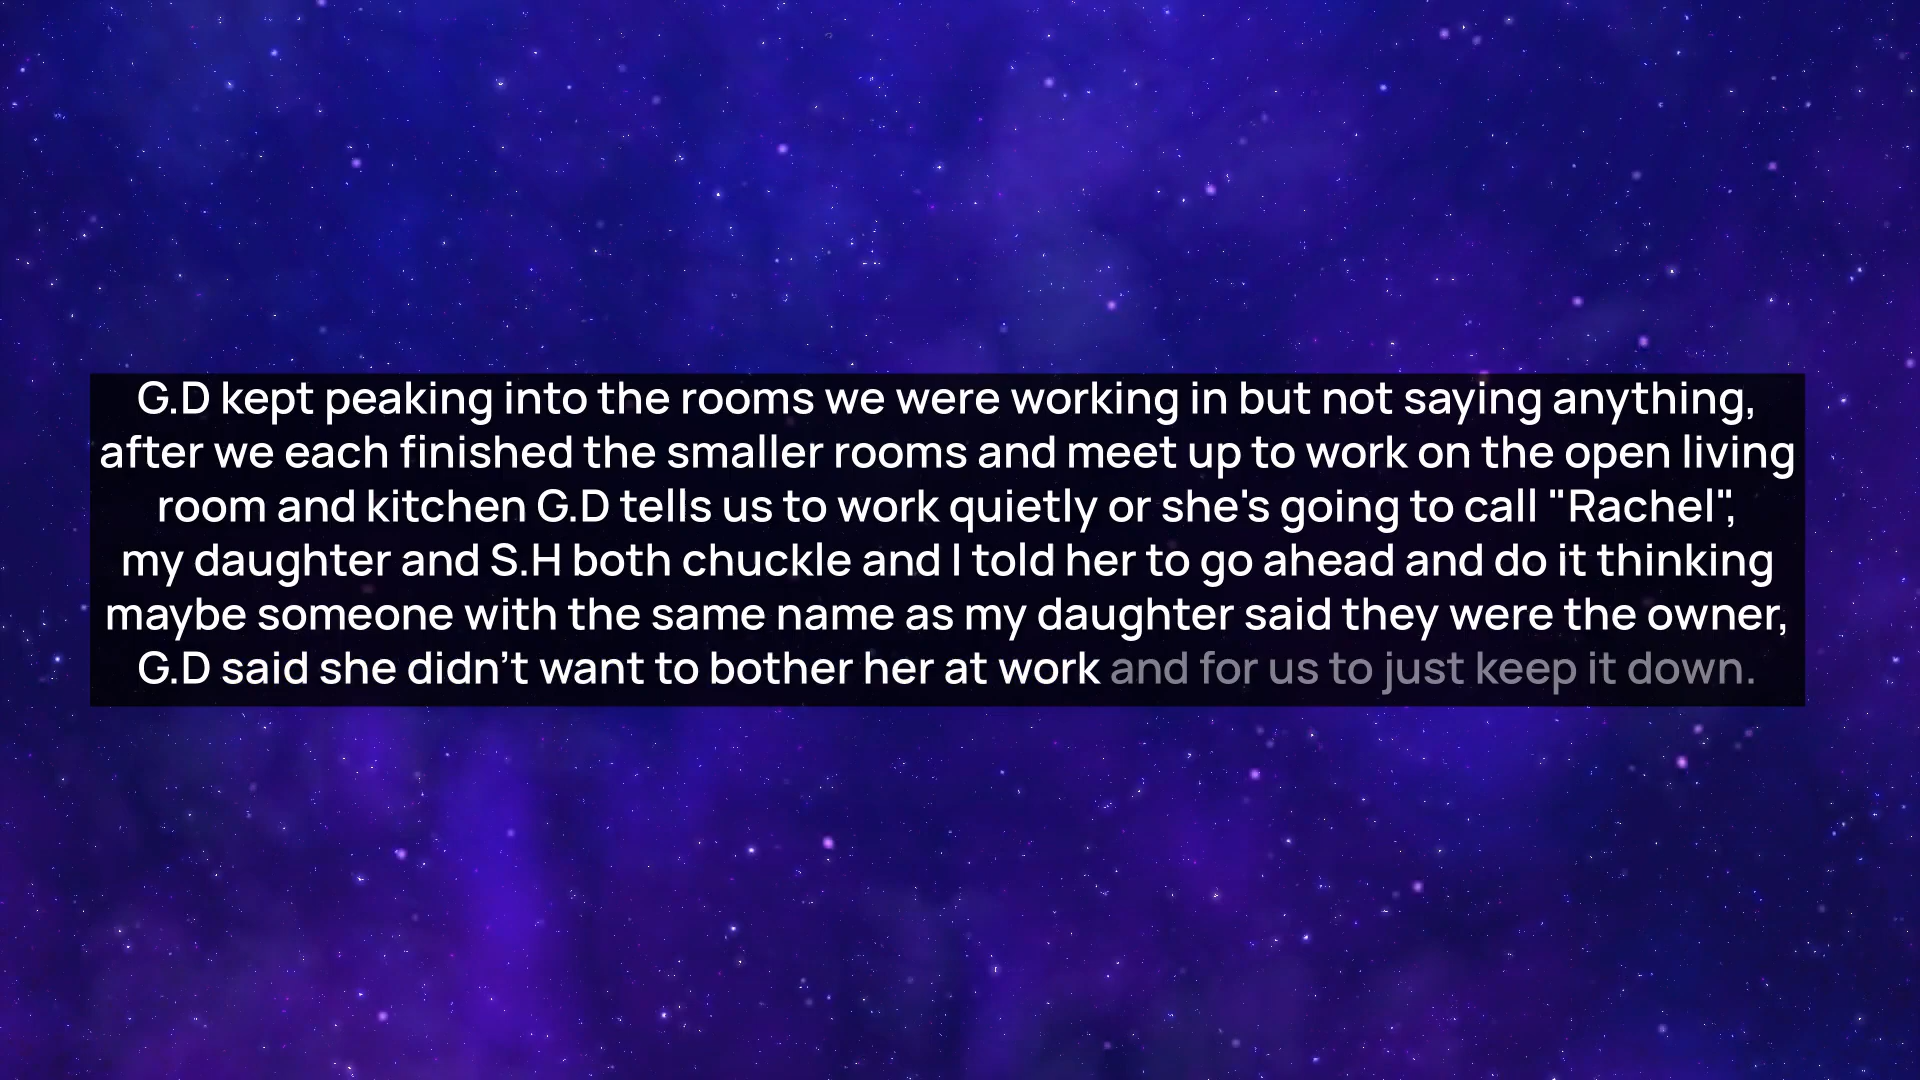 G.D kept peaking into the rooms we were working in but not saying anything,
after we each finished the smaller rooms and meet up to work on the open living
room and kitchen G.D tells us to work quietly or she's going to call "Rachel",
my daughter and S.H both chuckle and I told her to go ahead and do it thinking
maybe someone with the same name as my daughter said they were the owner,
G.D said she didn’t want to bother her at work and for us to just keep it down.